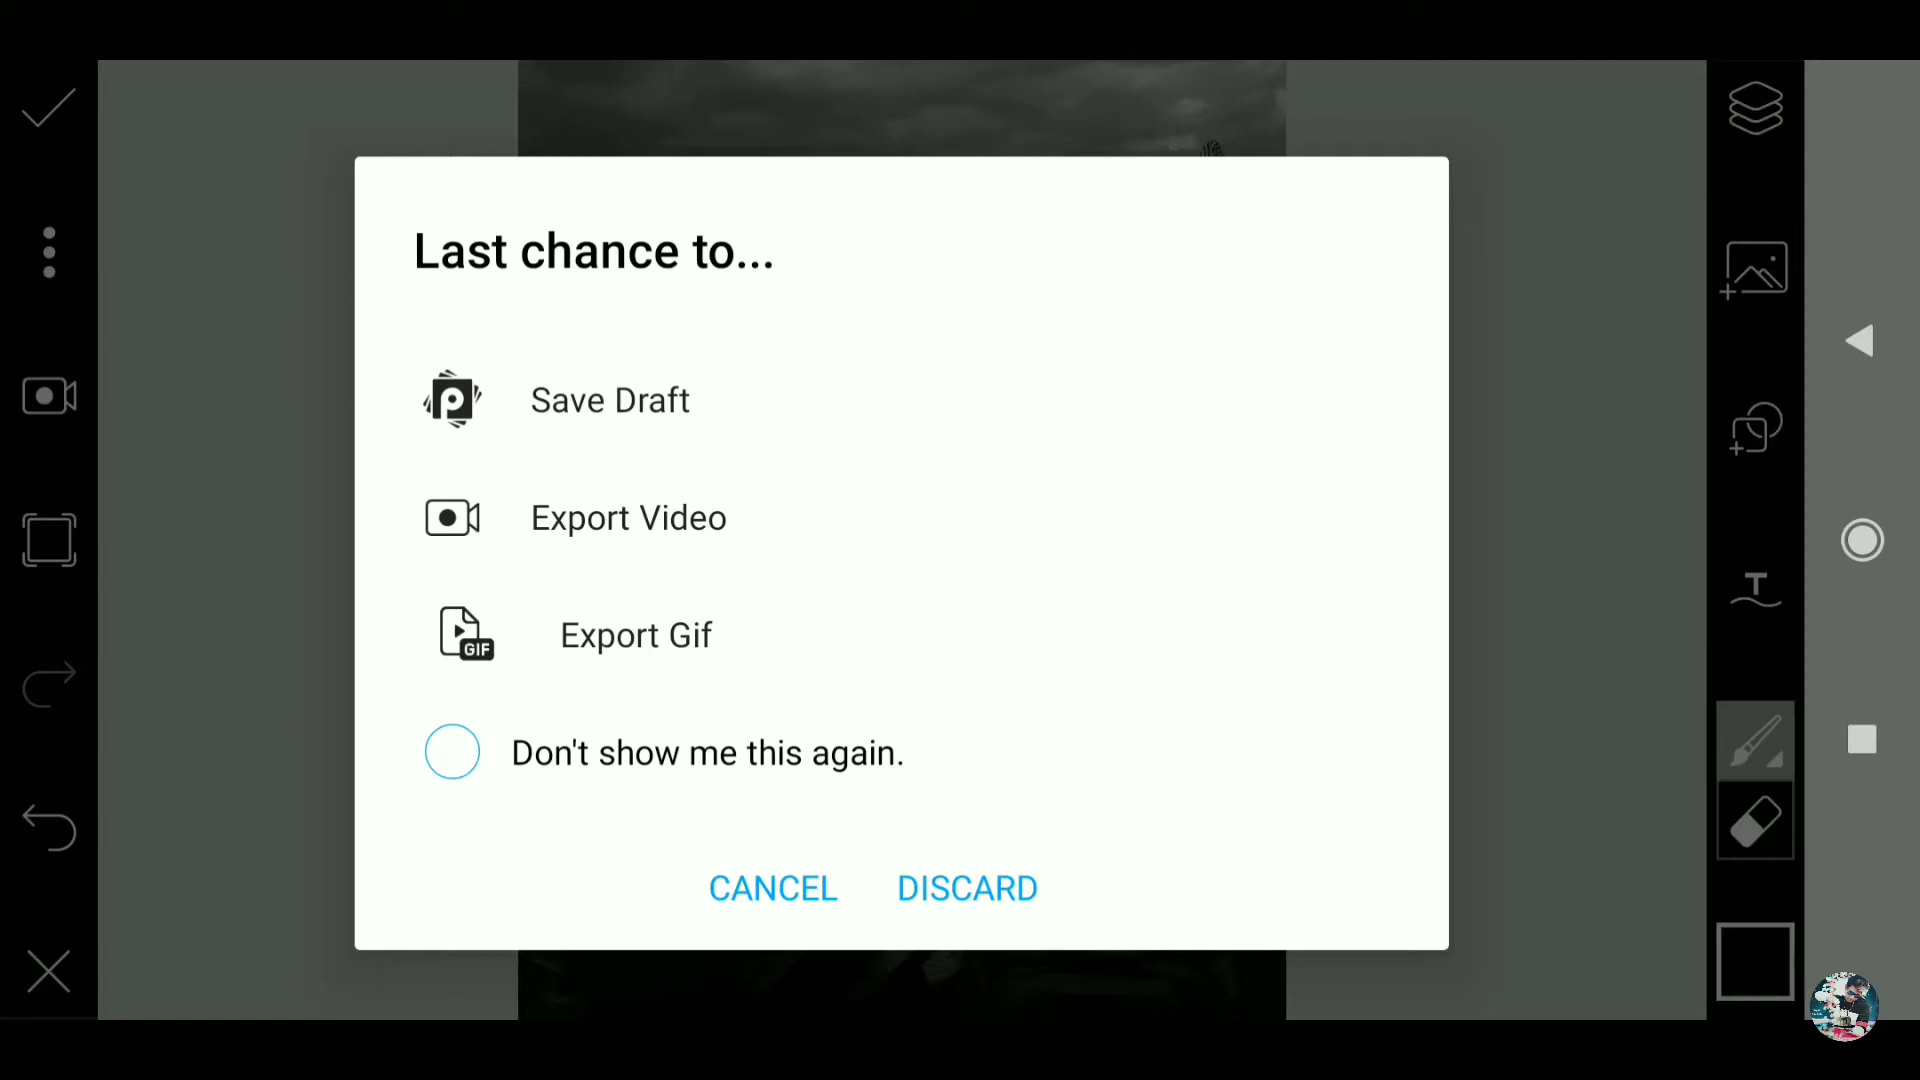 Last chance to...
Save Draft
Export Video
GIF
Export Gif
Don't show me this again.
CANCEL
DISCARD
T